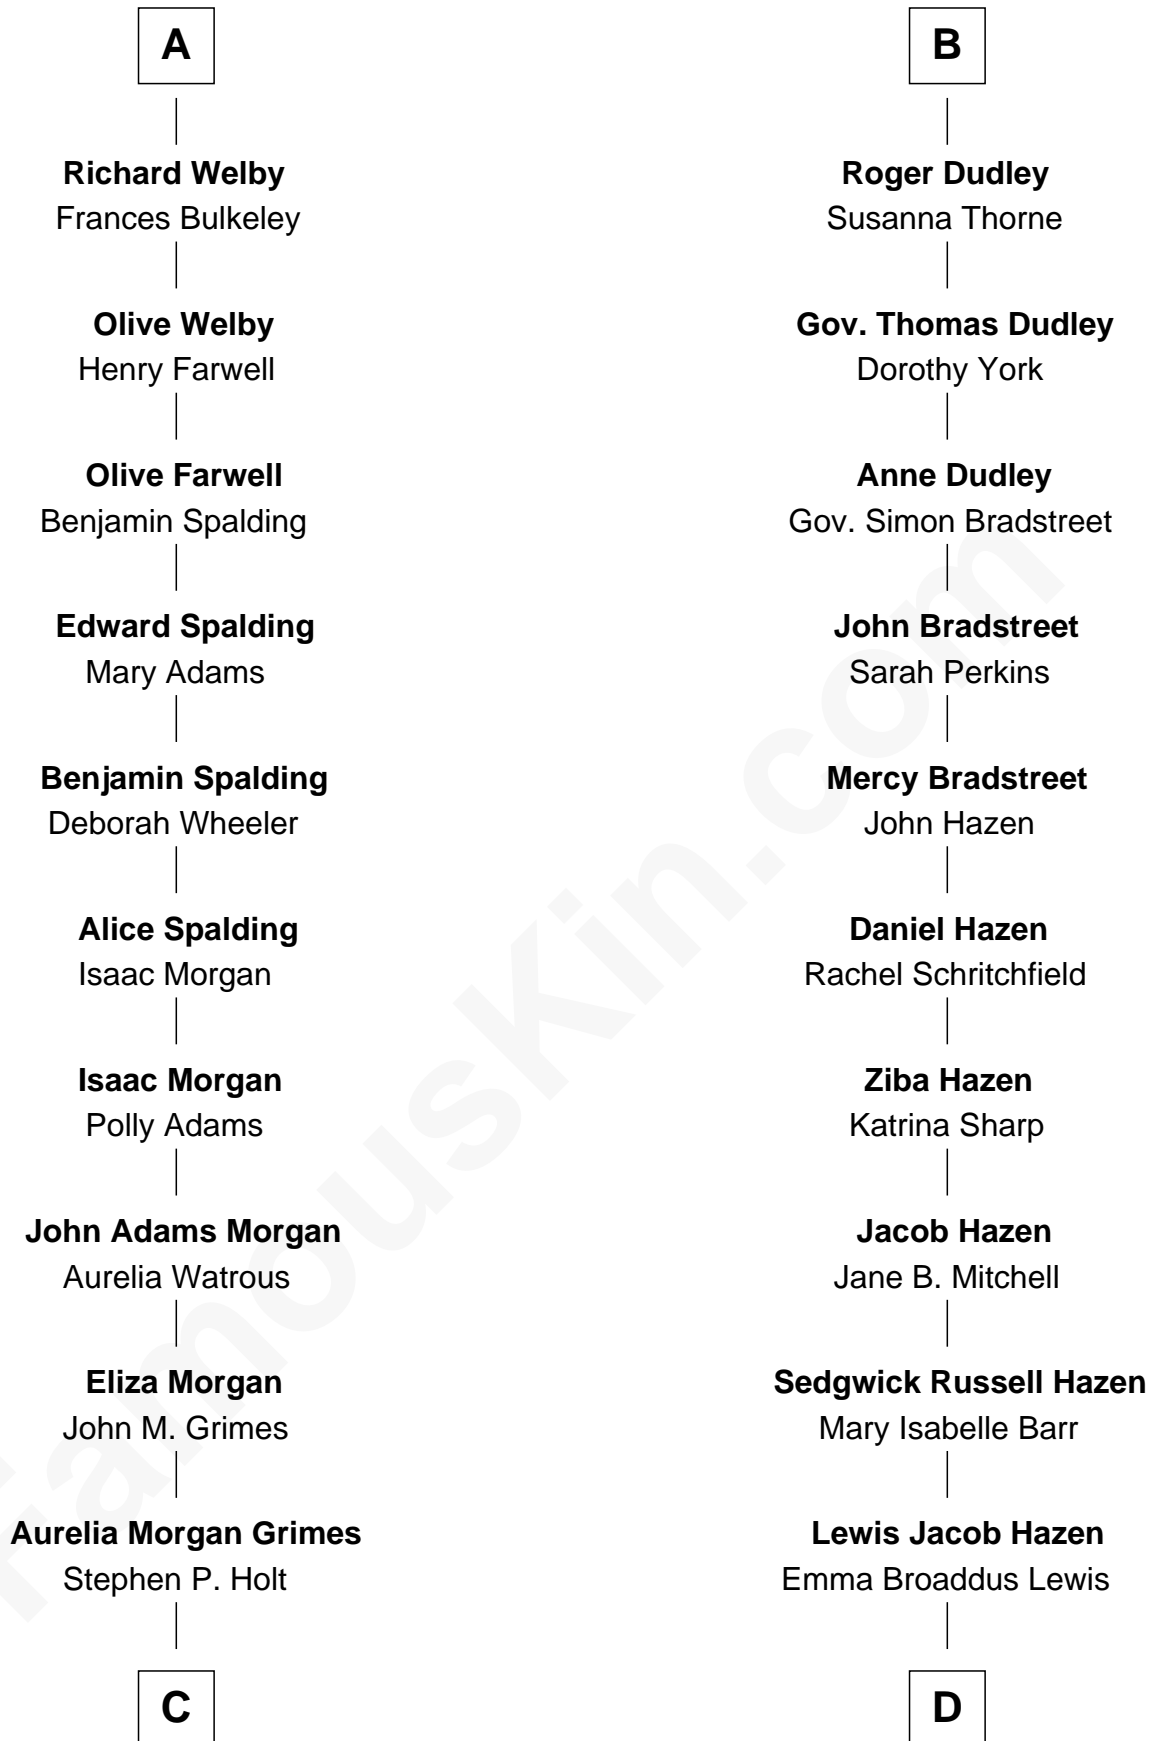 A
Richard Welby
Frances Bulkeley
Olive Welby
Henry Farwell
Olive Farwell
Benjamin Spalding
Edward Spalding
Mary Adams
Benjamin Spalding
Deborah Wheeler
Alice Spalding
Isaac Morgan
Isaac Morgan
Polly Adams
John Adams Morgan
Aurelia Watrous
Eliza Morgan
John M. Grimes
Aurelia Morgan Grimes
Stephen P. Holt
C
B
Roger Dudley
Susanna Thorne
Gov. Thomas Dudley
Dorothy York
Anne Dudley
Gov. Simon Bradstreet
John Bradstreet
Sarah Perkins
Mercy Bradstreet
John Hazen
Daniel Hazen
Rachel Schritchfield
Ziba Hazen
Katrina Sharp
Jacob Hazen
Jane B. Mitchell
Sedgwick Russell Hazen
Mary Isabelle Barr
Lewis Jacob Hazen
Emma Broaddus Lewis
D
FamousKin.com